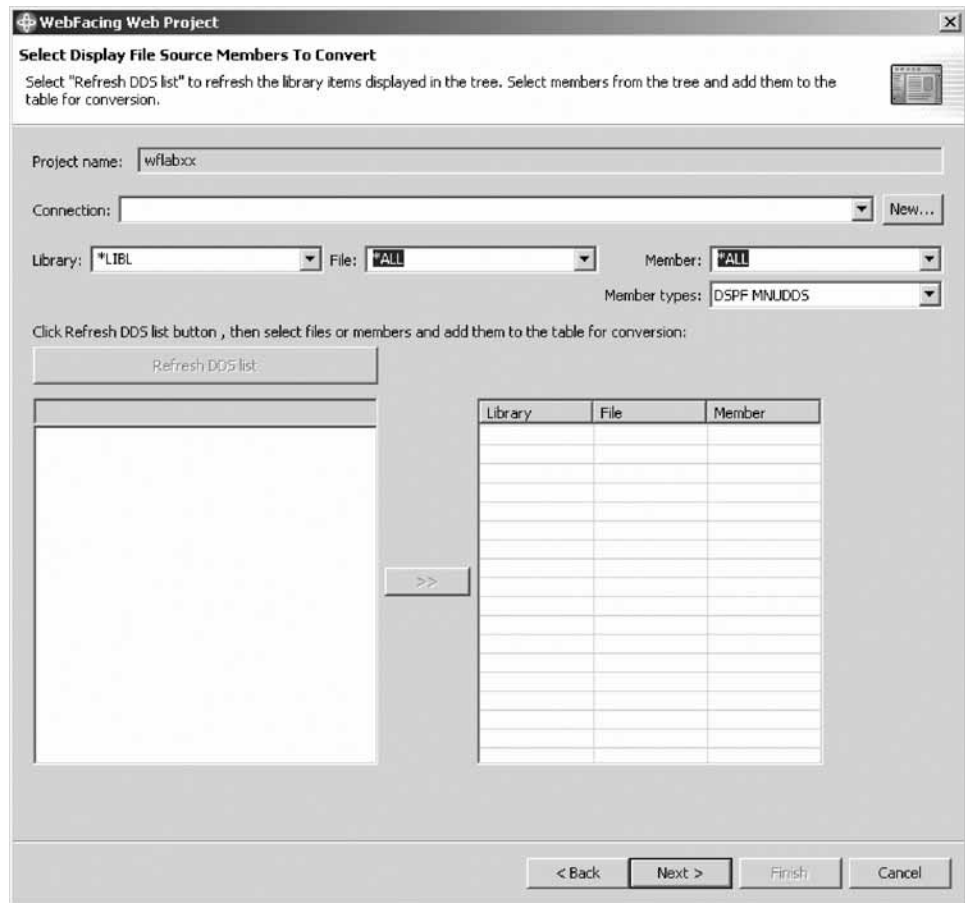 WebFacing Web Project
Select Display File Source Members To Convert
Select "Refresh DDS list" to refresh the library items displayed in the tree. Select members from the tree and add them to the
table for conversion.
Project name: wflabxx
Connection: New...
Library: *LIBL File: *ALL Member: *ALL
Member types: DSPF MNUDDS
Click Refresh DDS list button , then select files or members and add them to the table for conversion:
Refresh DDS list
Library File Member
>>
< Back Next > Finish Cancel